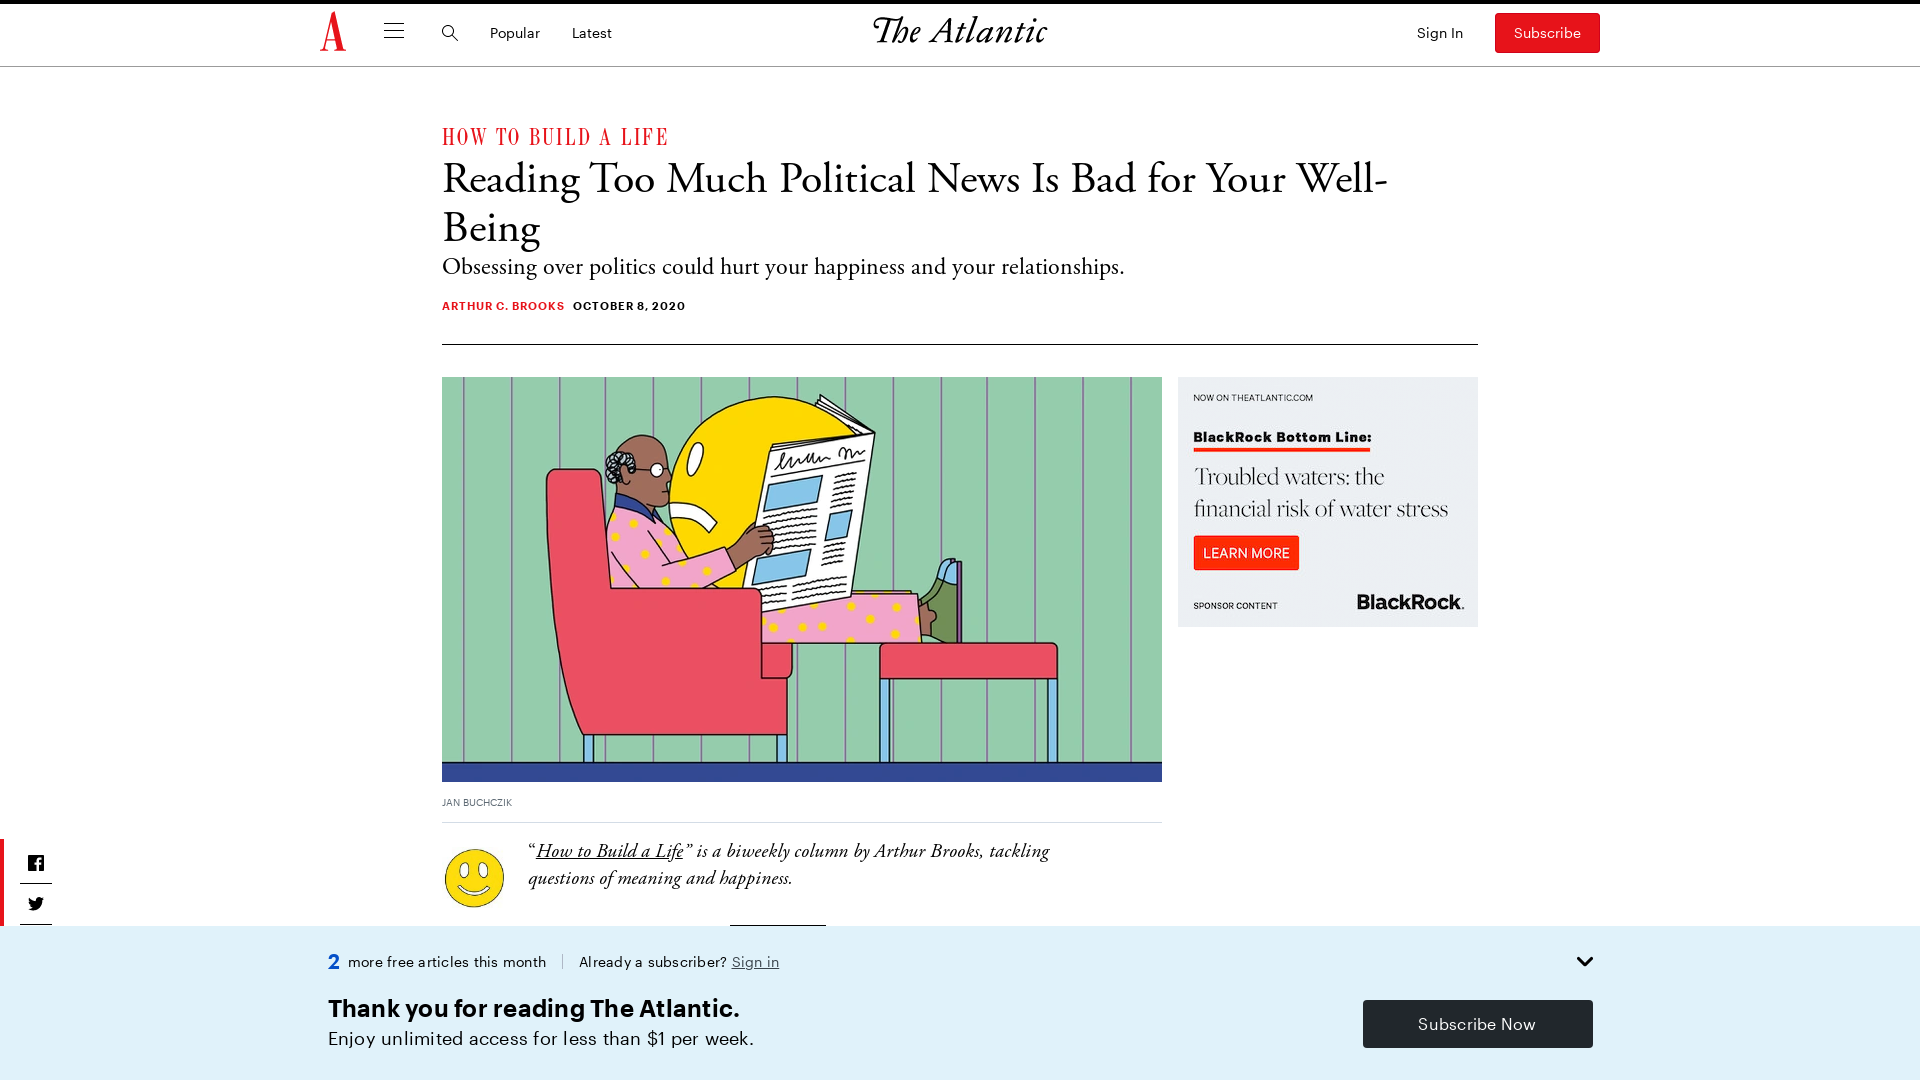 A
Popular
Latest
The Atlantic
Sign In
Subscribe
HOW TO BUILD A LIFE
Reading Too Much Political News Is Bad for Your Well-
Being
Obsessing over politics could hurt your happiness and your relationships.
ARTHUR C. BROOKS OCTOBER 8, 2020
NOW ON THEATLANTIC.COM
BlackRock Bottom Line:
Troubled waters: the
financial risk of water stress
LEARN MORE
SPONSOR CONTENT
BlackRock.
JAN BUCHCZIK
“How to Build a Life” is a biweekly column by Arthur Brooks, tackling
questions of meaning and happiness.
2 more free articles this month
Already a subscriber? Sign in
Thank you for reading The Atlantic.
Enjoy unlimited access for less than $1 per week.
Subscribe Now